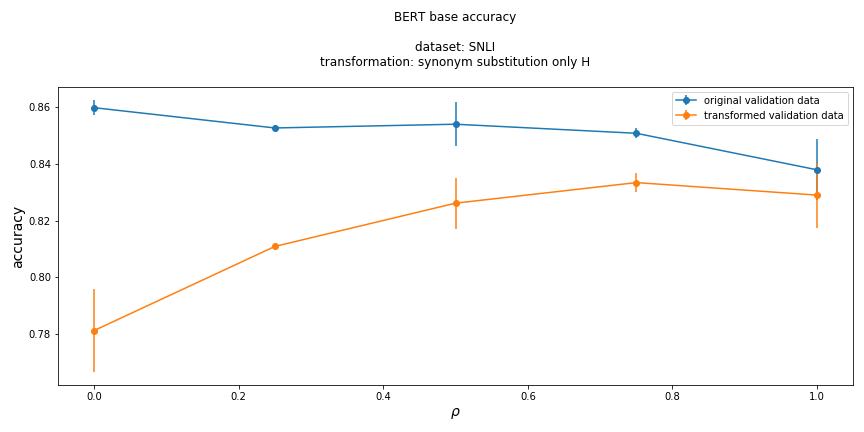 BERT base accuracy
dataset: SNLI
transformation: synonym substitution only H
original validation data
transformed validation data
0.86
0.84
0.82
0.80
0.78
accuracy
0.0 0.2 0.4 0.6 0.8 1.0
ρ